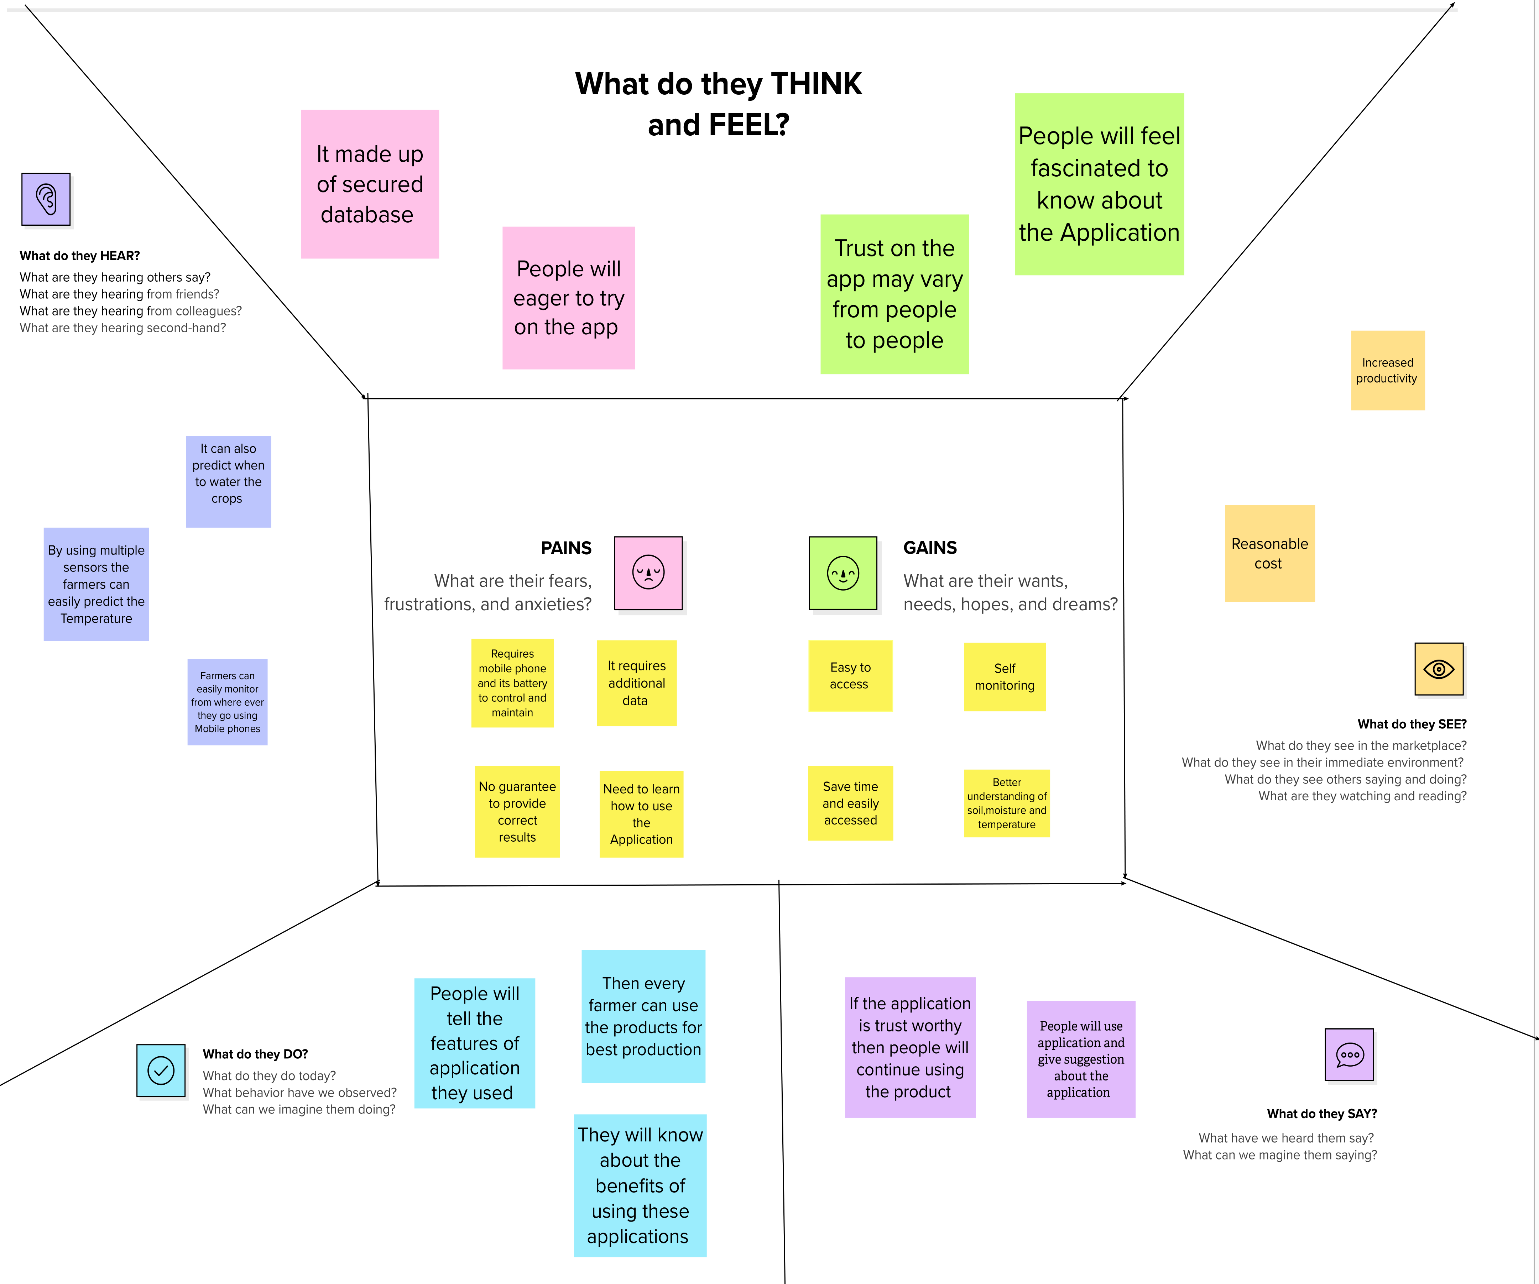 What do they THINK
and FEEL?
It made up
of secured
database
People will
eager to try
on the app
Trust on the
app may vary
from people
to people
People will feel
fascinated to
know about
the Application
What do they HEAR?
What are they hearing others say?
What are they hearing from friends?
What are they hearing from colleagues?
What are they hearing second-hand?
It can also
predict when
to water the
crops
By using multiple
sensors the
farmers can
easily predict the
Temperature
Farmers can
easily monitor
from where ever
they go using
Mobile phones
PAINS
What are their fears,
frustrations, and anxieties?
Requires
mobile phone
and its battery
to control and
maintain
It requires
additional
data
No guarantee
to provide
correct
results
Need to learn
how to use
the
Application
GAINS
What are their wants,
needs, hopes, and dreams?
Easy to
access
Self
monitoring
Save time
and easily
accessed
Better
understanding of
soil,moisture and
temperature
Increased
productivity
Reasonable
cost
What do they SEE?
What do they see in the marketplace?
What do they see in their immediate environment?
What do they see others saying and doing?
What are they watching and reading?
What do they DO?
What do they do today?
What behavior have we observed?
What can we imagine them doing?
People will
tell the
features of
application
they used
Then every
farmer can use
the products for
best production
They will know
about the
benefits of
using these
applications
If the application
is trust worthy
then people will
continue using
the product
People will use
application and
give suggestion
about the
application
What do they SAY?
What have we heard them say?
What can we magine them saying?